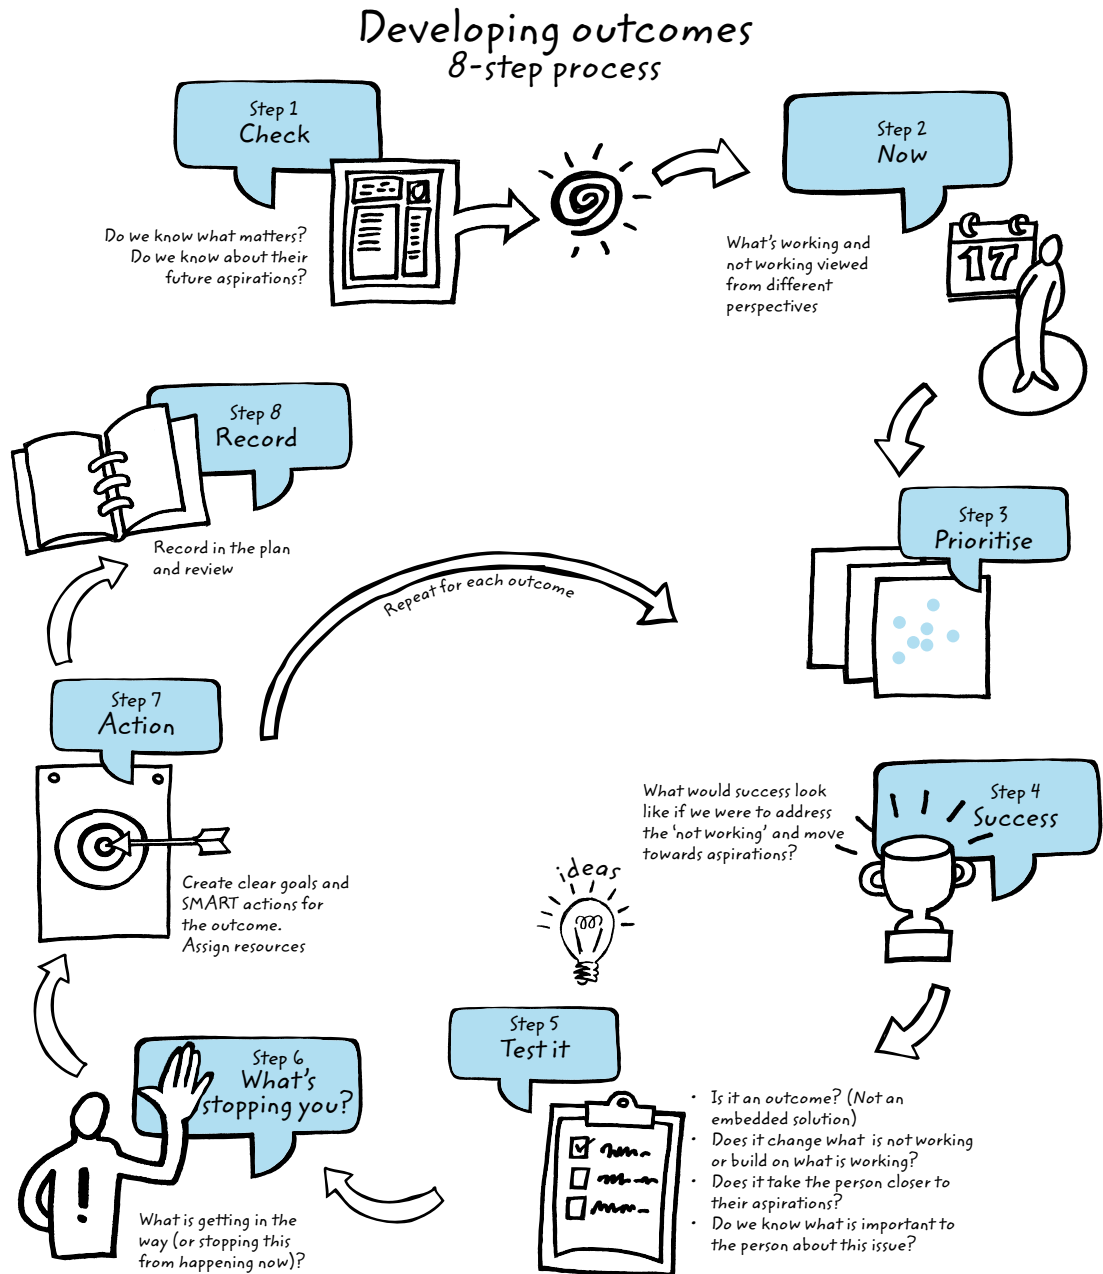 Developing outcomes
8-step process
Step 1
Check
Do we know what matters?
Do we know about their
future aspirations?
Step 2
Now
What's working and
not working viewed
from different
perspectives
17
Step 3
Prioritise
Step 4
Success
What would success look
like if we were to address
the 'not working' and move
towards aspirations?
ideas
Step 5
Test it
• Is it an outcome? (Not an
embedded solution)
• Does it change what is not working
or build on what is working?
• Does it take the person closer to
their aspirations?
• Do we know what is important to
the person about this issue?
Step 6
What's
stopping you?
!
What is getting in the
way (or stopping this
from happening now)?
Step 7
Action
Create clear goals and
SMART actions for
the outcome.
Assign resources
Repeat for each outcome
Step 8
Record
Record in the plan
and review